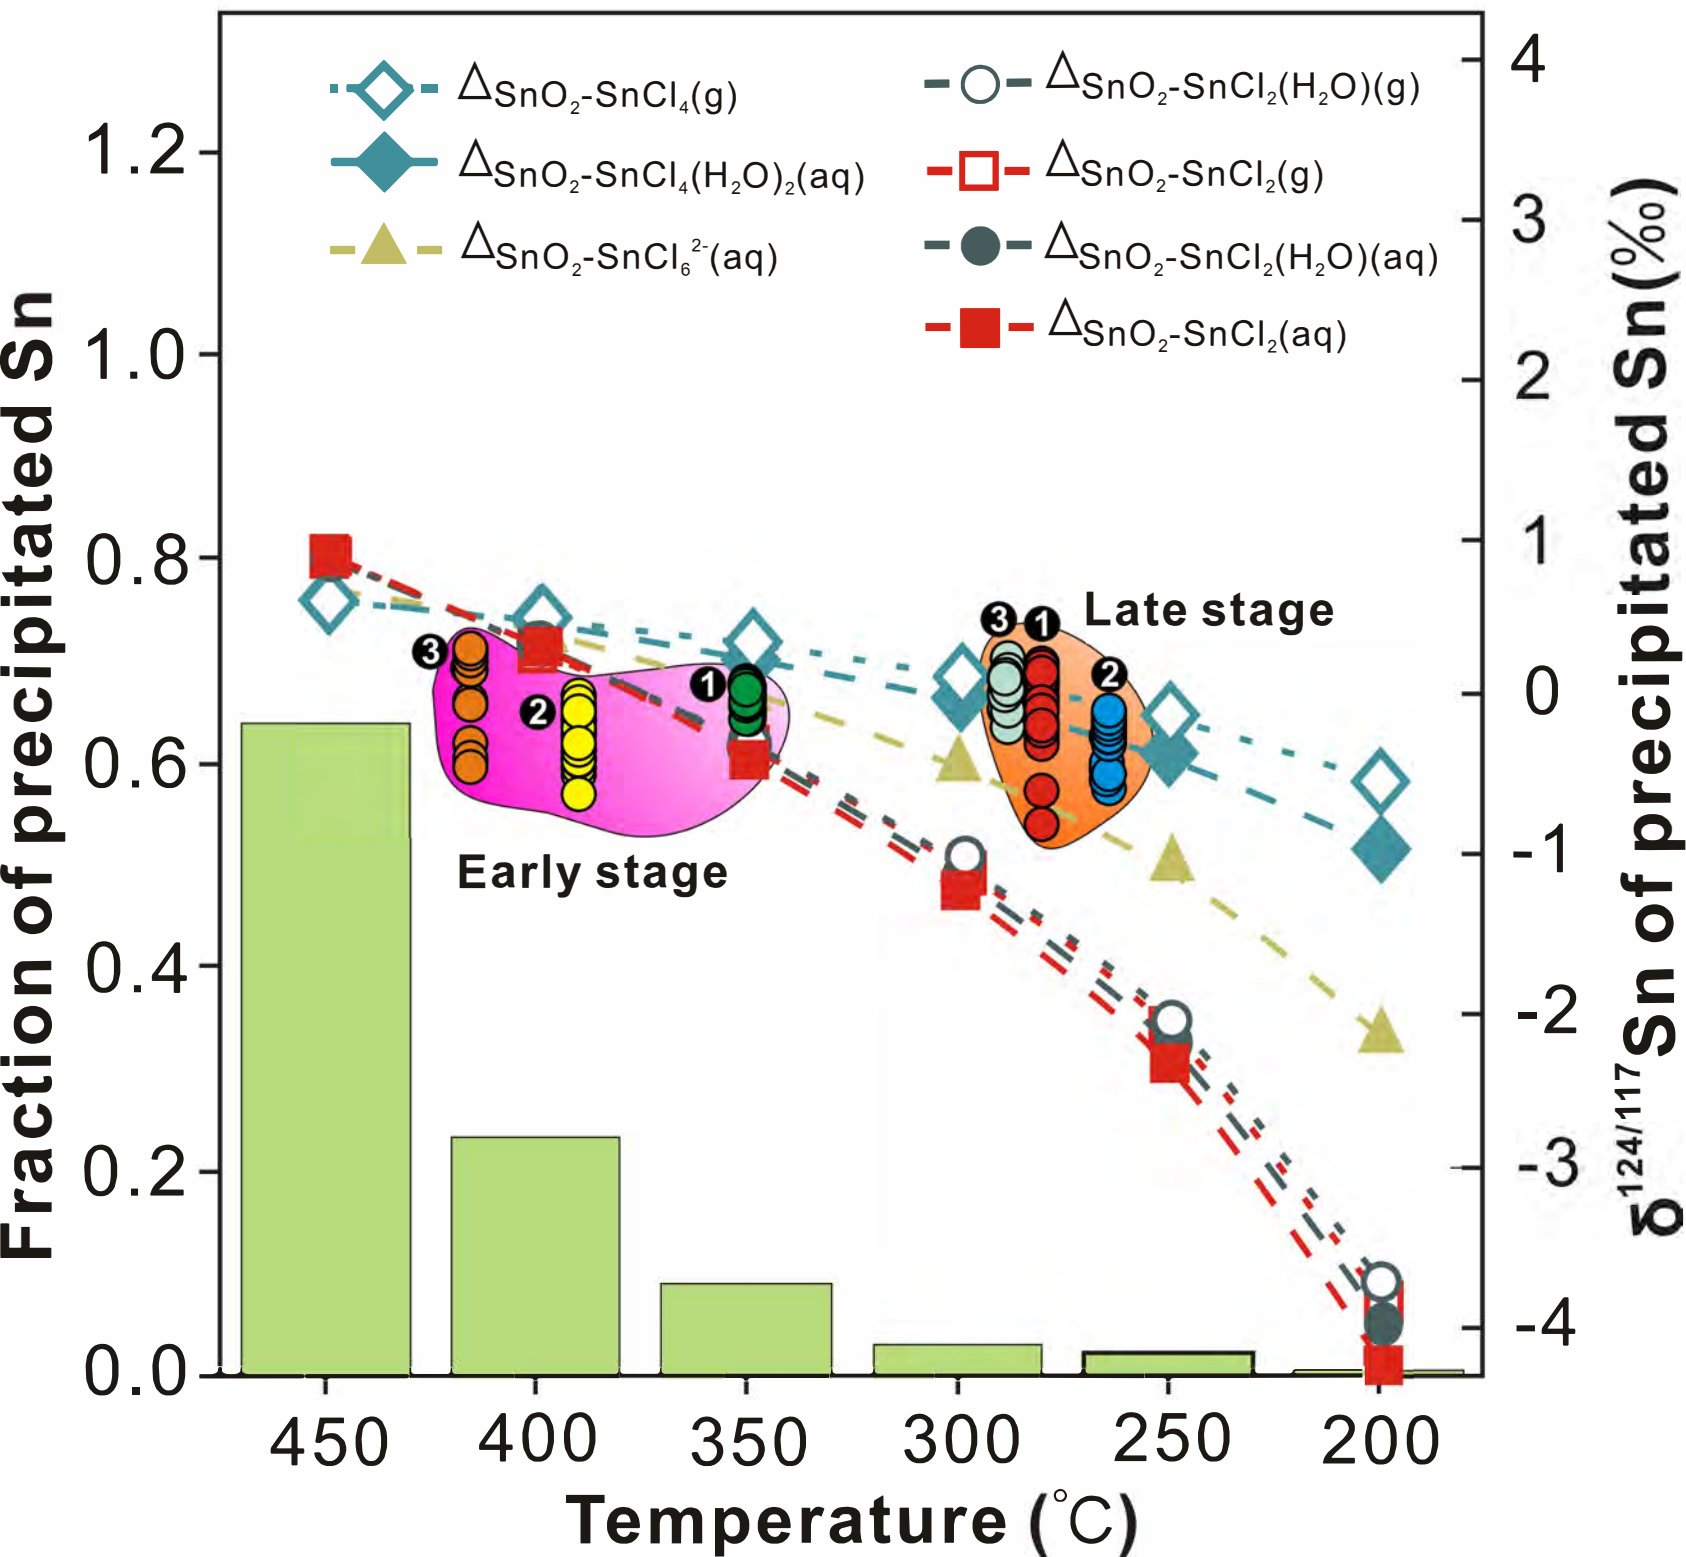 ΔSnO₂-SnCl₄(g)
ΔSnO₂-SnCl₄(H₂O)₂(aq)
ΔSnO₂-SnCl₆²⁻(aq)
ΔSnO₂-SnCl₂(H₂O)(g)
ΔSnO₂-SnCl₂(g)
ΔSnO₂-SnCl₂(H₂O)(aq)
ΔSnO₂-SnCl₂(aq)
Fraction of precipitated Sn
1.2
1.0
0.8
0.6
0.4
0.2
0.0
3
2
1
Early stage
3
1
2
Late stage
4
3
2
1
0
-1
-2
-3
-4
δ¹²⁴/¹¹⁷Sn of precipitated Sn(‰)
450
400
350
300
250
200
Temperature (°C)